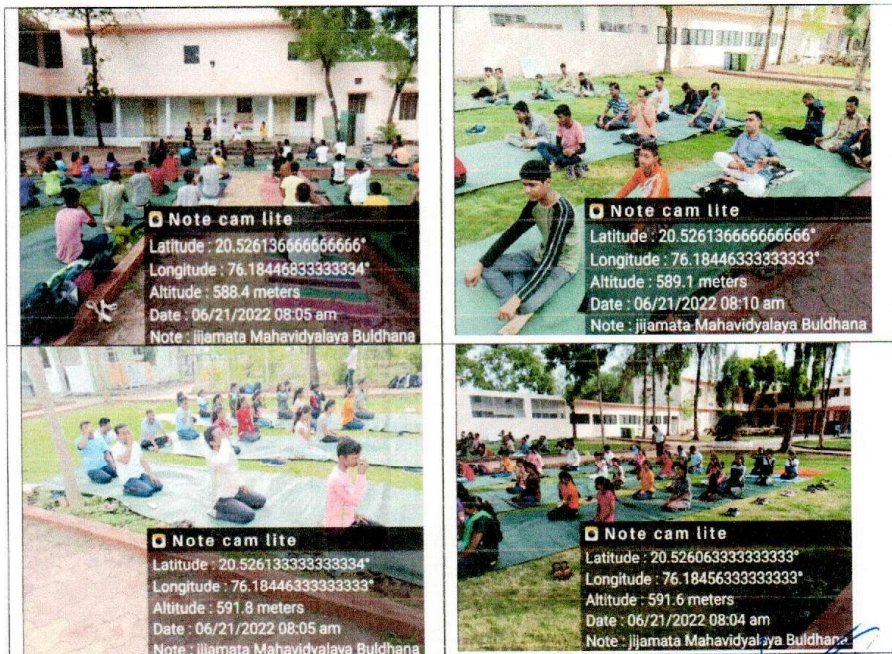 Note cam lite
Latitude : 20.526136666666666°
Longitude : 76.18446833333334°
Altitude : 588.4 meters
Date : 06/21/2022 08:05 am
Note : jijamata Mahavidyalaya Buldhana
Note cam lite
Latitude : 20.526136666666666°
Longitude : 76.18446333333333°
Altitude : 589.1 meters
Date : 06/21/2022 08:10 am
Note : jijamata Mahavidyalaya Buldhana
Note cam lite
Latitude : 20.526133333333334°
Longitude : 76.18446333333333°
Altitude : 591.8 meters
Date : 06/21/2022 08:05 am
Note : jijamata Mahavidyalaya Buldhana
Note cam lite
Latitude : 20.526063333333333°
Longitude : 76.18456333333333°
Altitude : 591.6 meters
Date : 06/21/2022 08:04 am
Note : jijamata Mahavidyalaya Buldhana